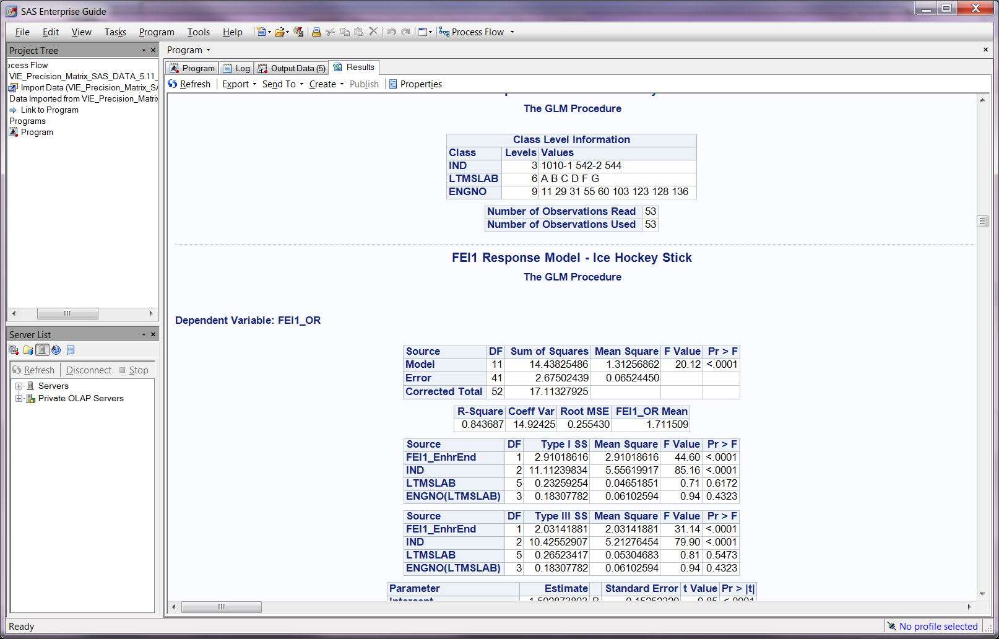 SAS Enterprise Guide
File Edit View Tasks Program Tools Help Process Flow
Project Tree
ocess Flow
VIE_Precision_Matrix_SAS_DATA_5.11_
Import Data (VIE_Precision_Matrix_SA
Data Imported from VIE_Precision_Matrix
Link to Program
Programs
Program
Server List
Refresh Disconnect Stop
Servers
Private OLAP Servers
Program
Program Log Output Data (5) Results
Refresh Export Send To Create Publish Properties
The GLM Procedure
Class Level Information
Class Levels Values
IND 3 1010-1 542-2 544
LTMSLAB 6 A B C D F G
ENGNO 9 11 29 31 55 60 103 123 128 136
Number of Observations Read 53
Number of Observations Used 53
FEI1 Response Model - Ice Hockey Stick
The GLM Procedure
Dependent Variable: FEI1_OR
Source DF Sum of Squares Mean Square F Value Pr > F
Model 11 14.43825486 1.31256862 20.12 <.0001
Error 41 2.67502439 0.06524450
Corrected Total 52 17.11327925
R-Square Coeff Var Root MSE FEI1_OR Mean
0.843687 14.92425 0.255430 1.711509
Source DF Type I SS Mean Square F Value Pr > F
FEI1_EnhrEnd 1 2.91018616 2.91018616 44.60 <.0001
IND 2 11.11239834 5.55619917 85.16 <.0001
LTMSLAB 5 0.23259254 0.04651851 0.71 0.6172
ENGNO(LTMSLAB) 3 0.18307782 0.06102594 0.94 0.4323
Source DF Type III SS Mean Square F Value Pr > F
FEI1_EnhrEnd 1 2.03141881 2.03141881 31.14 <.0001
IND 2 10.42552907 5.21276454 79.90 <.0001
LTMSLAB 5 0.26523417 0.05304683 0.81 0.5473
ENGNO(LTMSLAB) 3 0.18307782 0.06102594 0.94 0.4323
Parameter Estimate Standard Error t Value Pr > |t|
Intercept
Ready
No profile selected